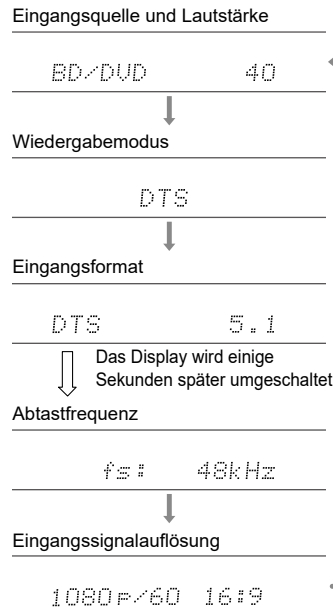 Eingangsquelle und Lautstärke
BD/DVD 40
Wiedergabemodus
DTS
Eingangsformat
DTS 5.1
Das Display wird einige
Sekunden später umgeschaltet
Abtastfrequenz
fs: 48kHz
Eingangssignalauflösung
1080p/60 16:9